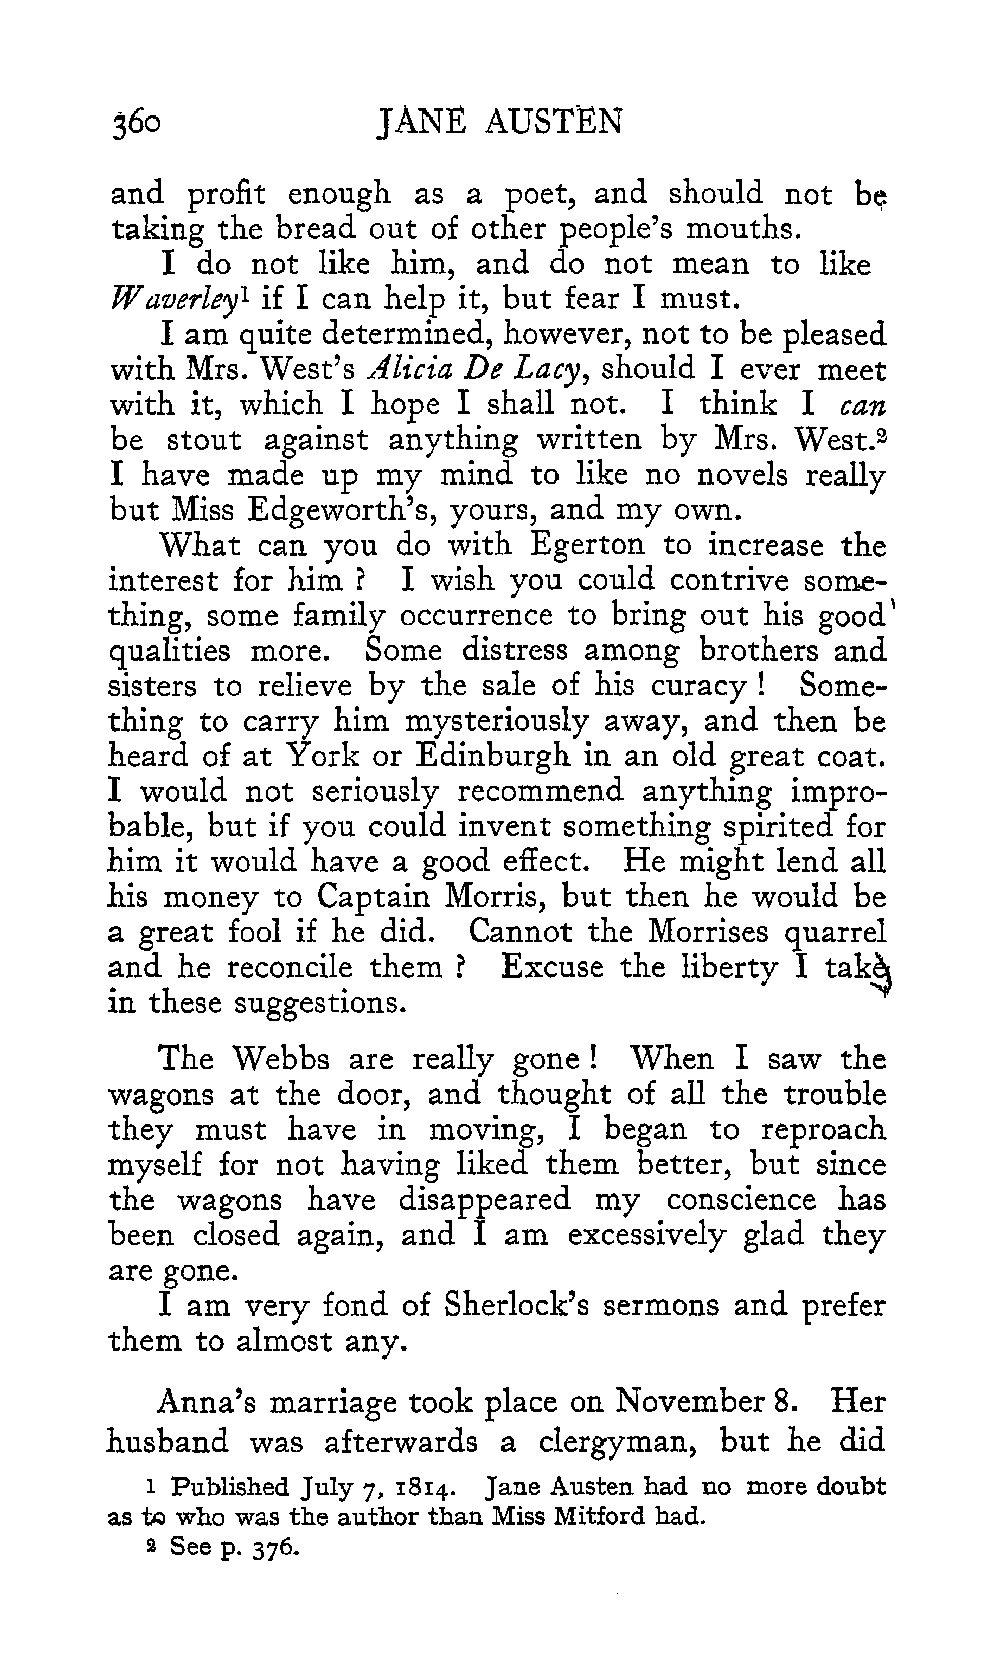 360 JANE AUSTEN
and profit enough as a poet, and should not be
taking the bread out of other people's mouths.
I do not like him, and do not mean to like
Waverley¹ if I can help it, but fear I must.
I am quite determined, however, not to be pleased
with Mrs. West's Alicia De Lacy, should I ever meet
with it, which I hope I shall not. I think I can
be stout against anything written by Mrs. West.²
I have made up my mind to like no novels really
but Miss Edgeworth's, yours, and my own.
What can you do with Egerton to increase the
interest for him ? I wish you could contrive some-
thing, some family occurrence to bring out his good
qualities more. Some distress among brothers and
sisters to relieve by the sale of his curacy ! Some-
thing to carry him mysteriously away, and then be
heard of at York or Edinburgh in an old great coat.
I would not seriously recommend anything impro-
bable, but if you could invent something spirited for
him it would have a good effect. He might lend all
his money to Captain Morris, but then he would be
a great fool if he did. Cannot the Morrises quarrel
and he reconcile them ? Excuse the liberty I take
in these suggestions.
The Webbs are really gone ! When I saw the
wagons at the door, and thought of all the trouble
they must have in moving, I began to reproach
myself for not having liked them better, but since
the wagons have disappeared my conscience has
been closed again, and I am excessively glad they
are gone.
I am very fond of Sherlock's sermons and prefer
them to almost any.
Anna's marriage took place on November 8. Her
husband was afterwards a clergyman, but he did
1 Published July 7, 1814. Jane Austen had no more doubt
as to who was the author than Miss Mitford had.
2 See p. 376.